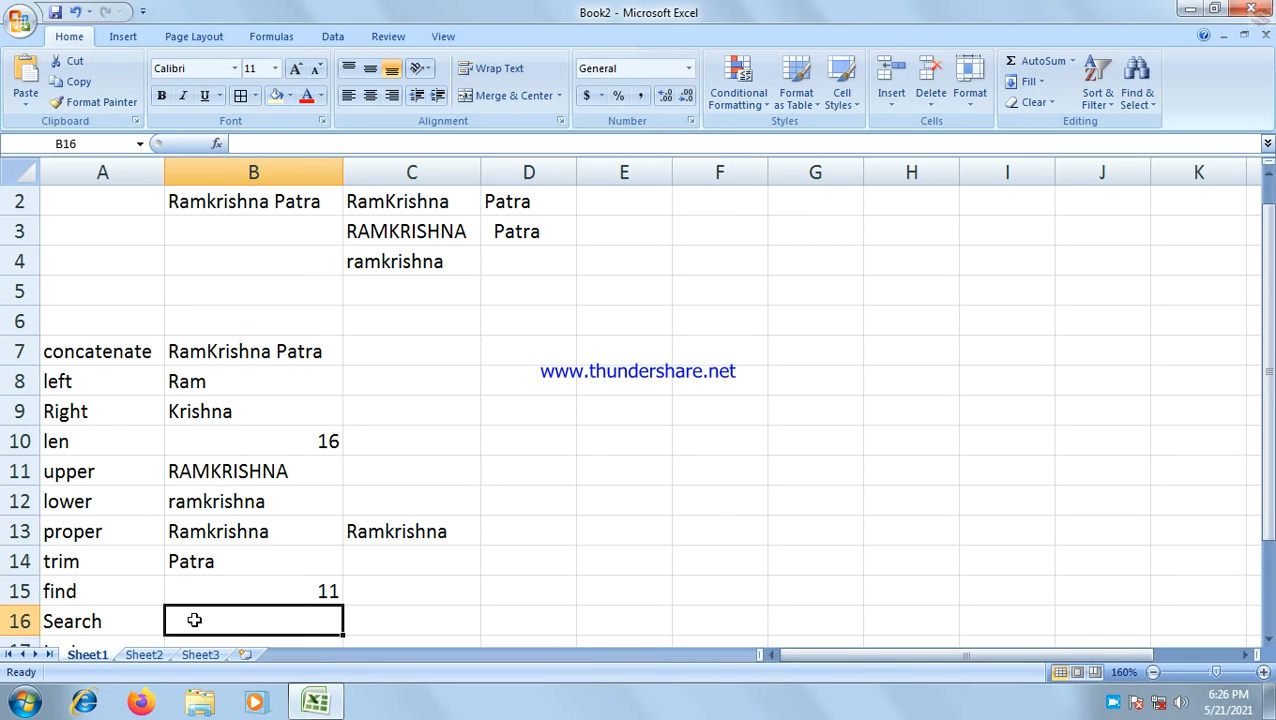 Book2 - Microsoft Excel
Home Insert Page Layout Formulas Data Review View
Paste
Cut
Copy
Format Painter
Clipboard
Calibri 11
B I U
Font
Wrap Text
Merge & Center
Alignment
General
$ % ,
Number
Conditional Formatting
Format as Table
Cell Styles
Styles
Insert
Delete
Format
Cells
Σ AutoSum
Fill
Clear
Sort & Filter
Find & Select
Editing
B16 fx
A B C D E F G H I J K
2 Ramkrishna Patra RamKrishna Patra
3 RAMKRISHNA Patra
4 ramkrishna
5
6
7 concatenate RamKrishna Patra
www.thundershare.net
8 left Ram
9 Right Krishna
10 len 16
11 upper RAMKRISHNA
12 lower ramkrishna
13 proper Ramkrishna Ramkrishna
14 trim Patra
15 find 11
16 Search
Sheet1 Sheet2 Sheet3
Ready 160%
6:26 PM
5/21/2021